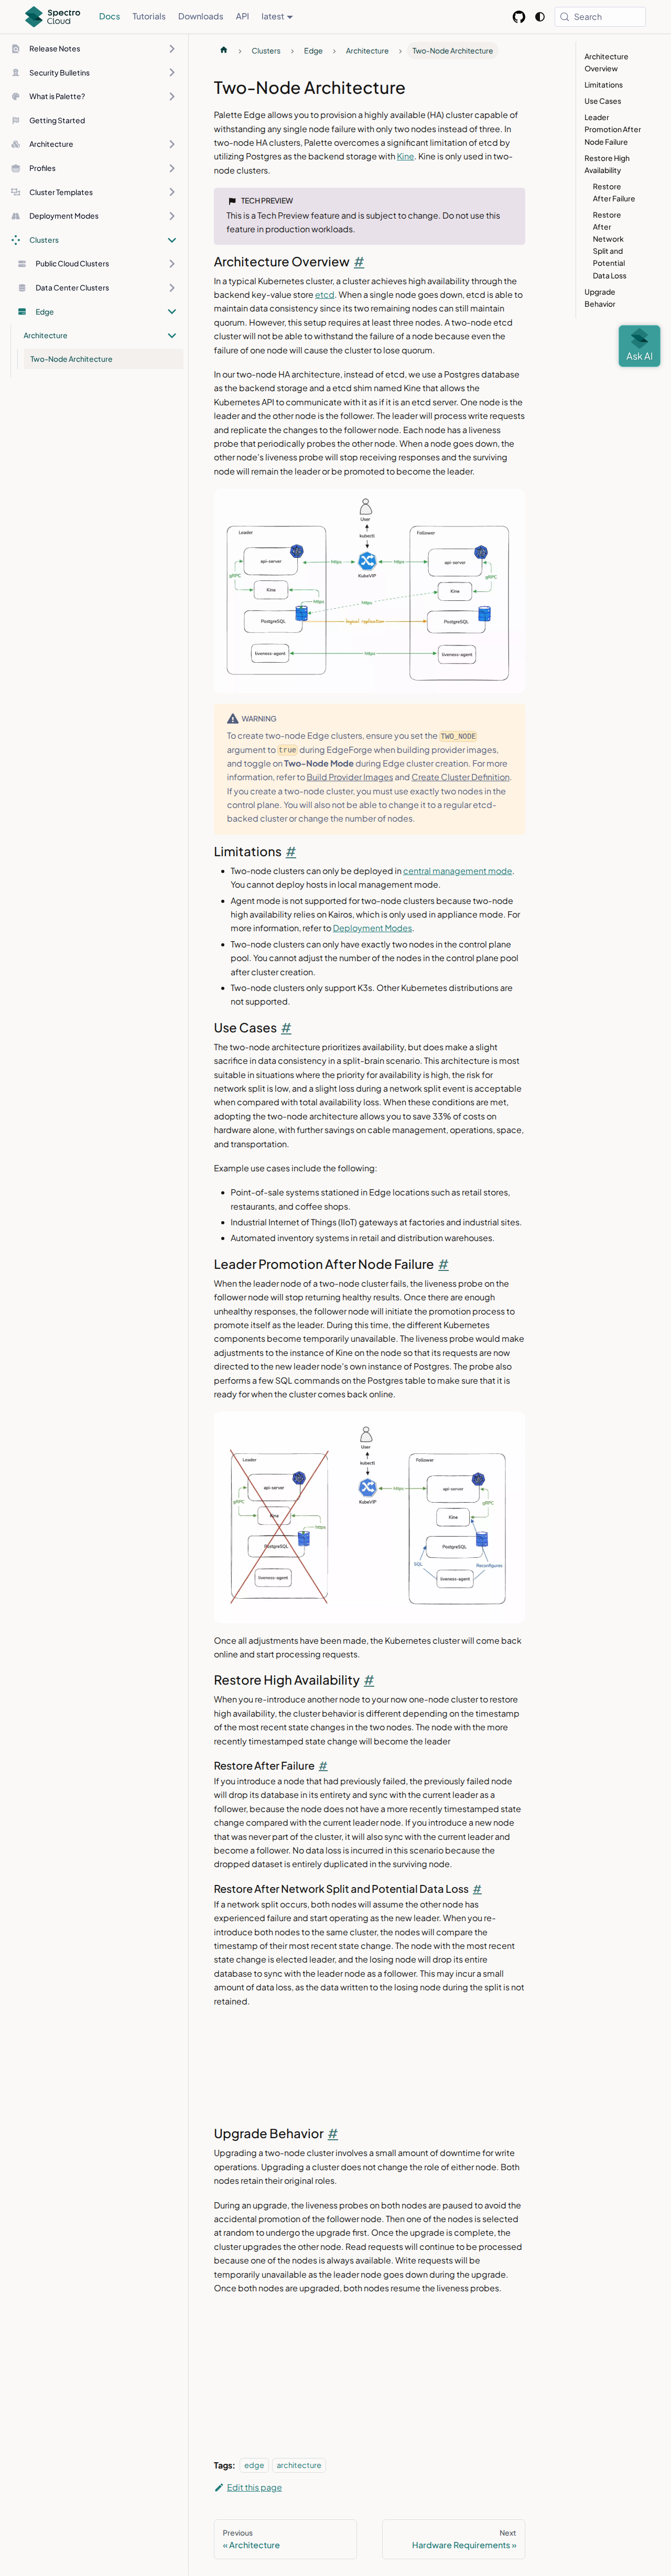 Spectro Cloud
Docs
Tutorials
Downloads
API
latest
Search
Release Notes
Security Bulletins
What is Palette?
Getting Started
Architecture
Profiles
Cluster Templates
Deployment Modes
Clusters
Public Cloud Clusters
Data Center Clusters
Edge
Architecture
Two-Node Architecture
Clusters
Edge
Architecture
Two-Node Architecture
Two-Node Architecture
Palette Edge allows you to provision a highly available (HA) cluster capable of
withstanding any single node failure with only two nodes instead of three. In
two-node HA clusters, Palette overcomes a significant limitation of etcd by
utilizing Postgres as the backend storage with Kine. Kine is only used in two-
node clusters.
TECH PREVIEW
This is a Tech Preview feature and is subject to change. Do not use this
feature in production workloads.
Architecture Overview #
In a typical Kubernetes cluster, a cluster achieves high availability through the
backend key-value store etcd. When a single node goes down, etcd is able to
maintain data consistency since its two remaining nodes can still maintain
quorum. However, this setup requires at least three nodes. A two-node etcd
cluster will not be able to withstand the failure of a node because even the
failure of one node will cause the cluster to lose quorum.
In our two-node HA architecture, instead of etcd, we use a Postgres database
as the backend storage and a etcd shim named Kine that allows the
Kubernetes API to communicate with it as if it is an etcd server. One node is the
leader and the other node is the follower. The leader will process write requests
and replicate the changes to the follower node. Each node has a liveness
probe that periodically probes the other node. When a node goes down, the
other node's liveness probe will stop receiving responses and the surviving
node will remain the leader or be promoted to become the leader.
User
kubectl
KubeVIP
Leader
Follower
api-server
https
https
api-server
gRPC
gRPC
Kine
Kine
https
https
PostgreSQL
logical replication
PostgreSQL
liveness-agent
https
liveness-agent
WARNING
To create two-node Edge clusters, ensure you set the TWO_NODE
argument to true during EdgeForge when building provider images,
and toggle on Two-Node Mode during Edge cluster creation. For more
information, refer to Build Provider Images and Create Cluster Definition.
If you create a two-node cluster, you must use exactly two nodes in the
control plane. You will also not be able to change it to a regular etcd-
backed cluster or change the number of nodes.
Limitations #
Two-node clusters can only be deployed in central management mode.
You cannot deploy hosts in local management mode.
Agent mode is not supported for two-node clusters because two-node
high availability relies on Kairos, which is only used in appliance mode. For
more information, refer to Deployment Modes.
Two-node clusters can only have exactly two nodes in the control plane
pool. You cannot adjust the number of the nodes in the control plane pool
after cluster creation.
Two-node clusters only support K3s. Other Kubernetes distributions are
not supported.
Use Cases #
The two-node architecture prioritizes availability, but does make a slight
sacrifice in data consistency in a split-brain scenario. This architecture is most
suitable in situations where the priority for availability is high, the risk for
network split is low, and a slight loss during a network split event is acceptable
when compared with total availability loss. When these conditions are met,
adopting the two-node architecture allows you to save 33% of costs on
hardware alone, with further savings on cable management, operations, space,
and transportation.
Example use cases include the following:
Point-of-sale systems stationed in Edge locations such as retail stores,
restaurants, and coffee shops.
Industrial Internet of Things (IIoT) gateways at factories and industrial sites.
Automated inventory systems in retail and distribution warehouses.
Leader Promotion After Node Failure #
When the leader node of a two-node cluster fails, the liveness probe on the
follower node will stop returning healthy results. Once there are enough
unhealthy responses, the follower node will initiate the promotion process to
promote itself as the leader. During this time, the different Kubernetes
components become temporarily unavailable. The liveness probe would make
adjustments to the instance of Kine on the node so that its requests are now
directed to the new leader node's own instance of Postgres. The probe also
performs a few SQL commands on the Postgres table to make sure that it is
ready for when the cluster comes back online.
User
kubectl
KubeVIP
Leader
Follower
api-server
https
api-server
gRPC
gRPC
Kine
Kine
https
PostgreSQL
PostgreSQL
SQL
Reconfigures
liveness-agent
liveness-agent
Once all adjustments have been made, the Kubernetes cluster will come back
online and start processing requests.
Restore High Availability #
When you re-introduce another node to your now one-node cluster to restore
high availability, the cluster behavior is different depending on the timestamp
of the most recent state changes in the two nodes. The node with the more
recently timestamped state change will become the leader
Restore After Failure #
If you introduce a node that had previously failed, the previously failed node
will drop its database in its entirety and sync with the current leader as a
follower, because the node does not have a more recently timestamped state
change compared with the current leader node. If you introduce a new node
that was never part of the cluster, it will also sync with the current leader and
become a follower. No data loss is incurred in this scenario because the
dropped dataset is entirely duplicated in the surviving node.
Restore After Network Split and Potential Data Loss #
If a network split occurs, both nodes will assume the other node has
experienced failure and start operating as the new leader. When you re-
introduce both nodes to the same cluster, the nodes will compare the
timestamp of their most recent state change. The node with the most recent
state change is elected leader, and the losing node will drop its entire
database to sync with the leader node as a follower. This may incur a small
amount of data loss, as the data written to the losing node during the split is not
retained.
Upgrade Behavior #
Upgrading a two-node cluster involves a small amount of downtime for write
operations. Upgrading a cluster does not change the role of either node. Both
nodes retain their original roles.
During an upgrade, the liveness probes on both nodes are paused to avoid the
accidental promotion of the follower node. Then one of the nodes is selected
at random to undergo the upgrade first. Once the upgrade is complete, the
cluster upgrades the other node. Read requests will continue to be processed
because one of the nodes is always available. Write requests will be
temporarily unavailable as the leader node goes down during the upgrade.
Once both nodes are upgraded, both nodes resume the liveness probes.
Tags: edge architecture
Edit this page
Previous
« Architecture
Next
Hardware Requirements »
Architecture
Overview
Limitations
Use Cases
Leader
Promotion After
Node Failure
Restore High
Availability
Restore
After Failure
Restore
After
Network
Split and
Potential
Data Loss
Upgrade
Behavior
Ask AI